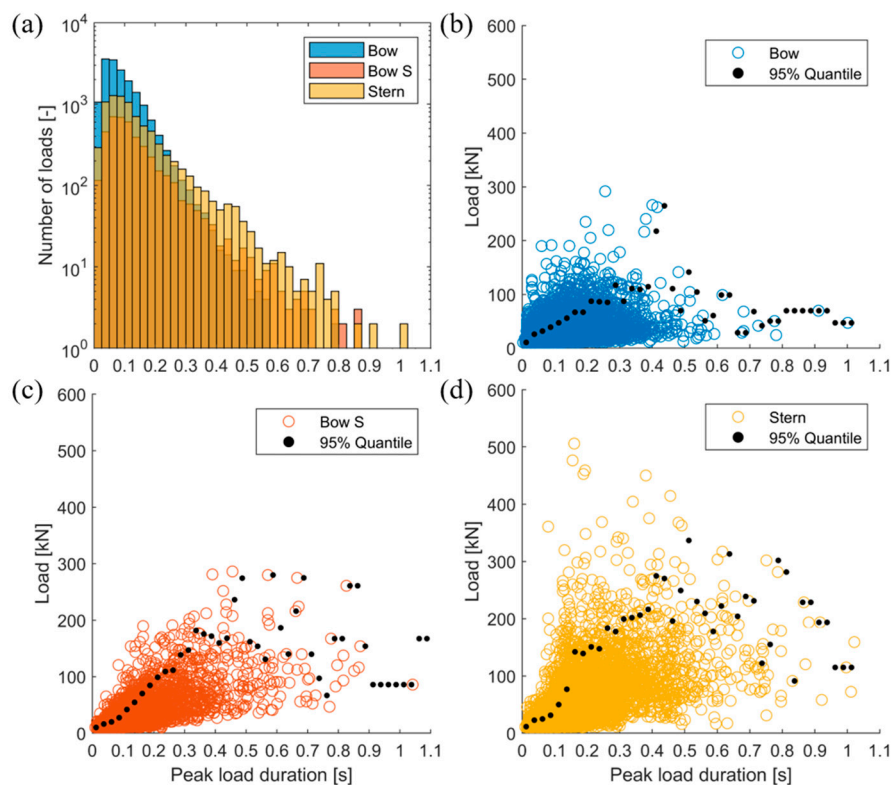 (a)
Number of loads [-]
10^4
10^3
10^2
10^1
10^0
Bow
Bow S
Stern
0 0.1 0.2 0.3 0.4 0.5 0.6 0.7 0.8 0.9 1 1.1
(b)
Load [kN]
600
500
400
300
200
100
0
Bow
95% Quantile
0 0.1 0.2 0.3 0.4 0.5 0.6 0.7 0.8 0.9 1 1.1
(c)
Load [kN]
600
500
400
300
200
100
0
Bow S
95% Quantile
0 0.1 0.2 0.3 0.4 0.5 0.6 0.7 0.8 0.9 1 1.1
Peak load duration [s]
(d)
Load [kN]
600
500
400
300
200
100
0
Stern
95% Quantile
0 0.1 0.2 0.3 0.4 0.5 0.6 0.7 0.8 0.9 1 1.1
Peak load duration [s]